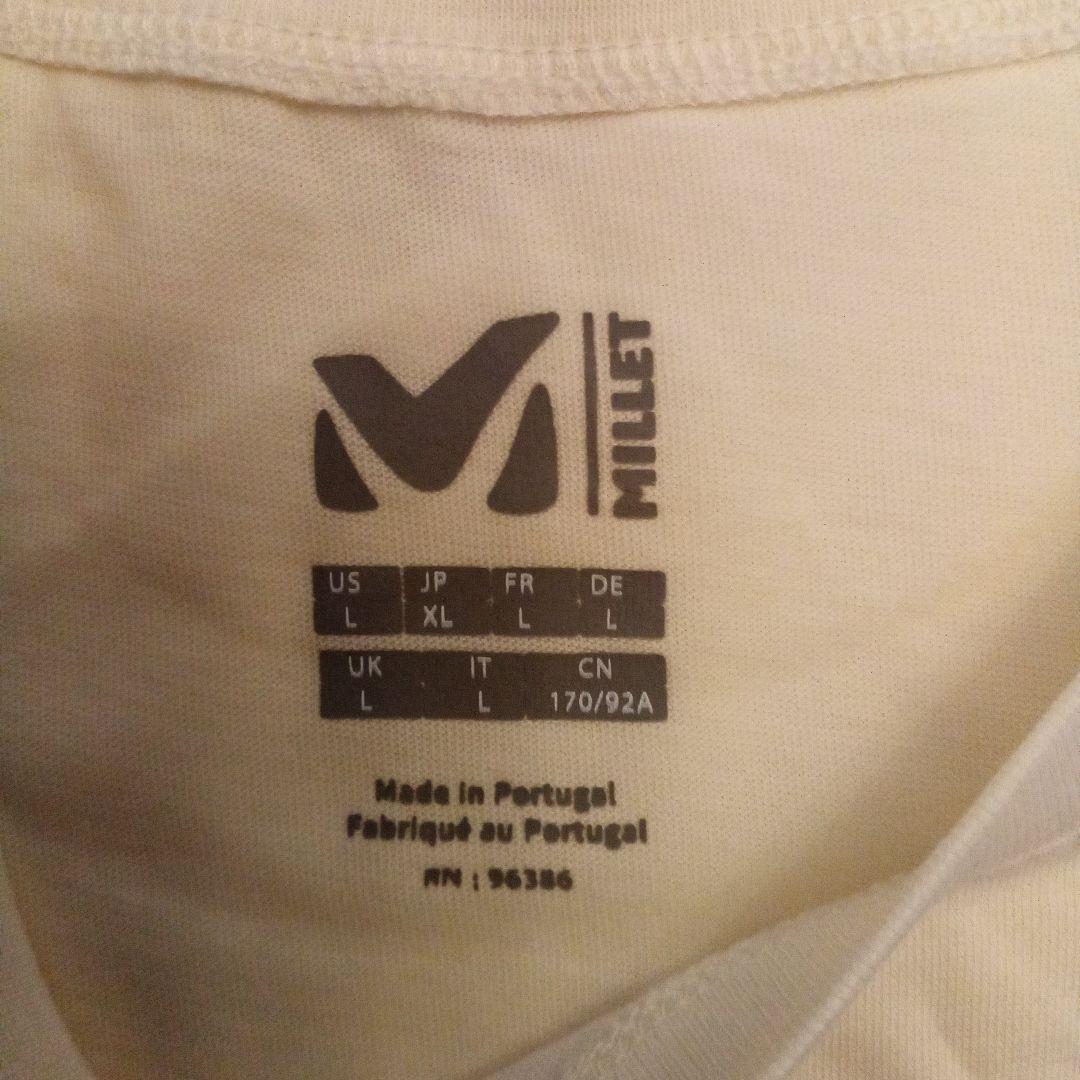 MILLET
US JP FR DE
L XL L L
UK IT CN
L L 170/92A
Made in Portugal
Fabriqué au Portugal
RN : 96386